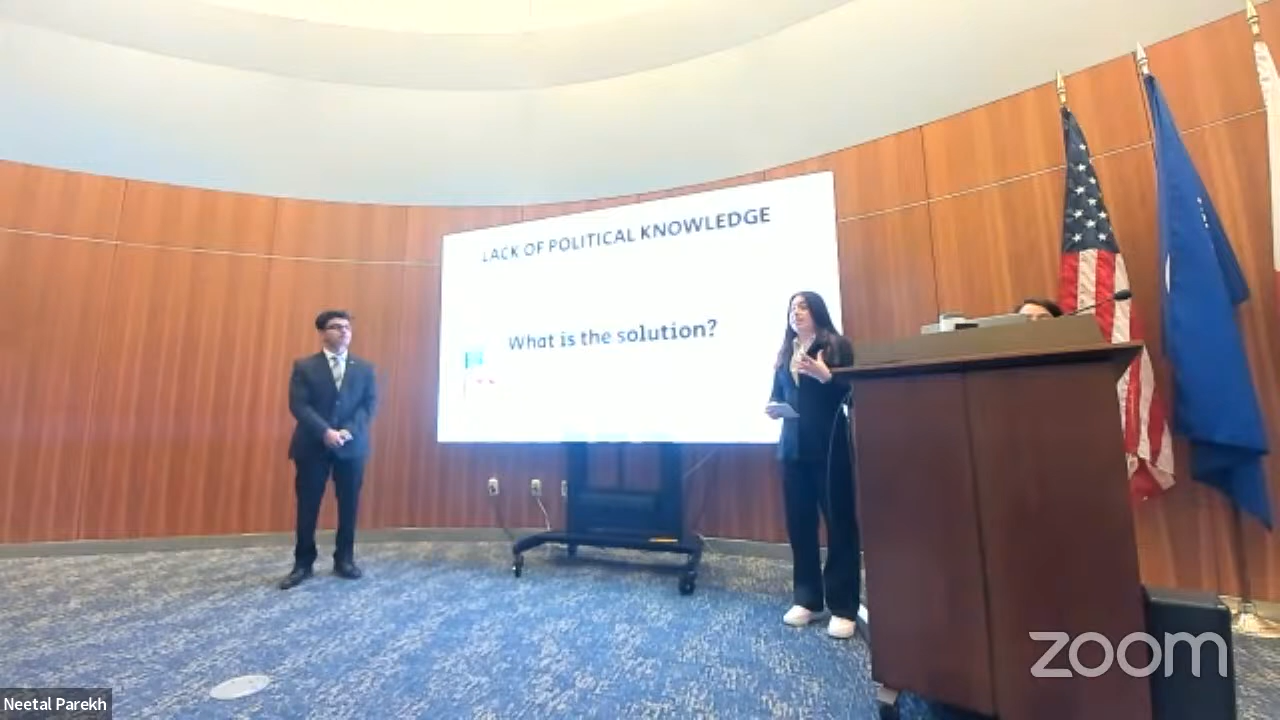 LACK OF POLITICAL KNOWLEDGE
What is the solution?
zoom
Neetal Parekh